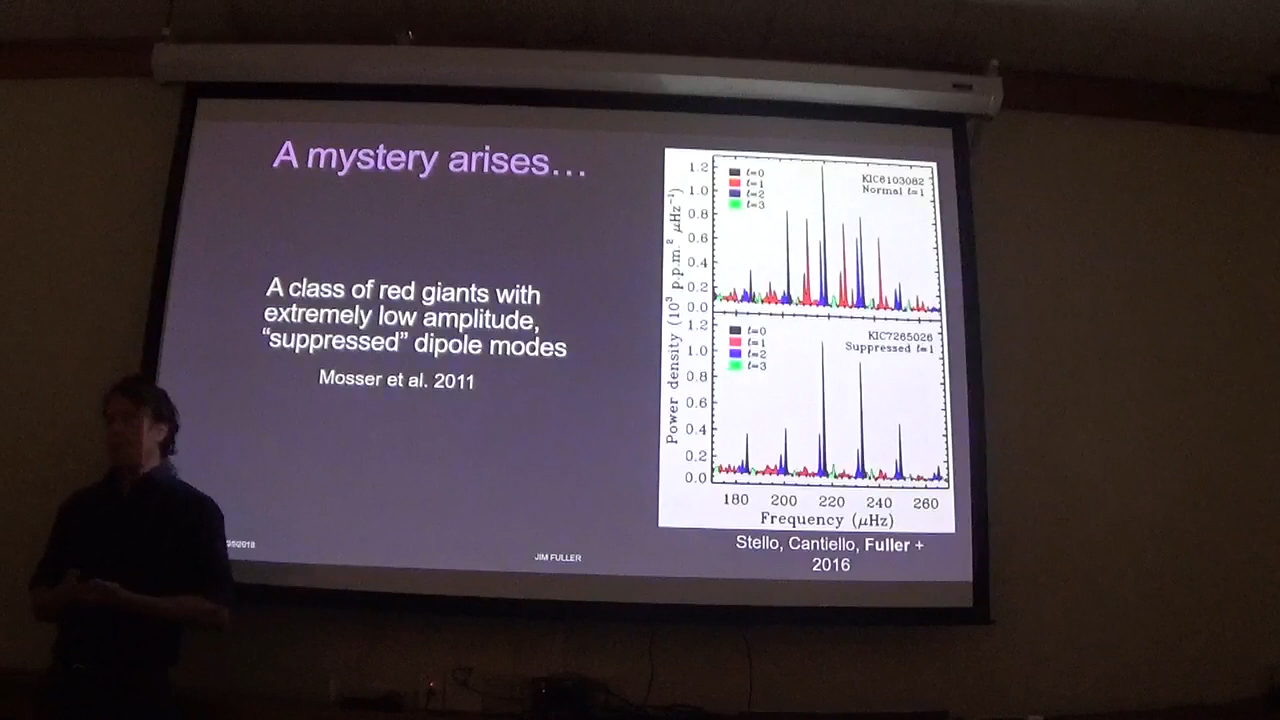 A mystery arises…
A class of red giants with
extremely low amplitude,
“suppressed” dipole modes
Mosser et al. 2011
1.2
1.0
0.8
0.6
0.4
0.2
0.0
ℓ=0
ℓ=1
ℓ=2
ℓ=3
KIC6103082
Normal ℓ=1
1.2
1.0
0.8
0.6
0.4
0.2
0.0
ℓ=0
ℓ=1
ℓ=2
ℓ=3
KIC7265026
Suppressed ℓ=1
Power density (10³ p.p.m.² μHz⁻¹)
180 200 220 240 260
Frequency (μHz)
Stello, Cantiello, Fuller +
2016
JIM FULLER